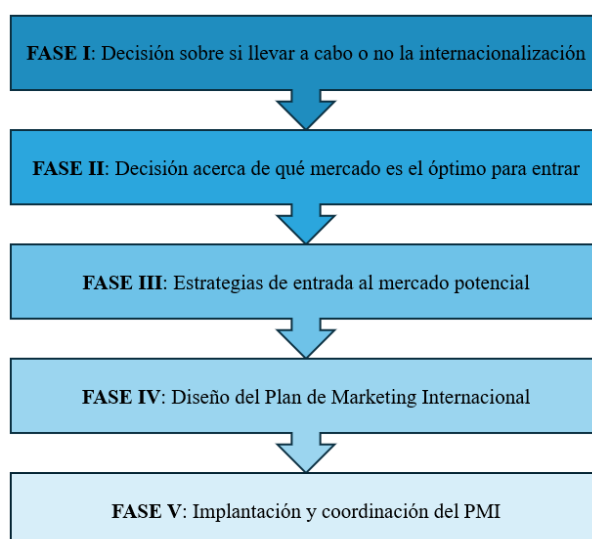 FASE I: Decisión sobre si llevar a cabo o no la internacionalización
FASE II: Decisión acerca de qué mercado es el óptimo para entrar
FASE III: Estrategias de entrada al mercado potencial
FASE IV: Diseño del Plan de Marketing Internacional
FASE V: Implantación y coordinación del PMI